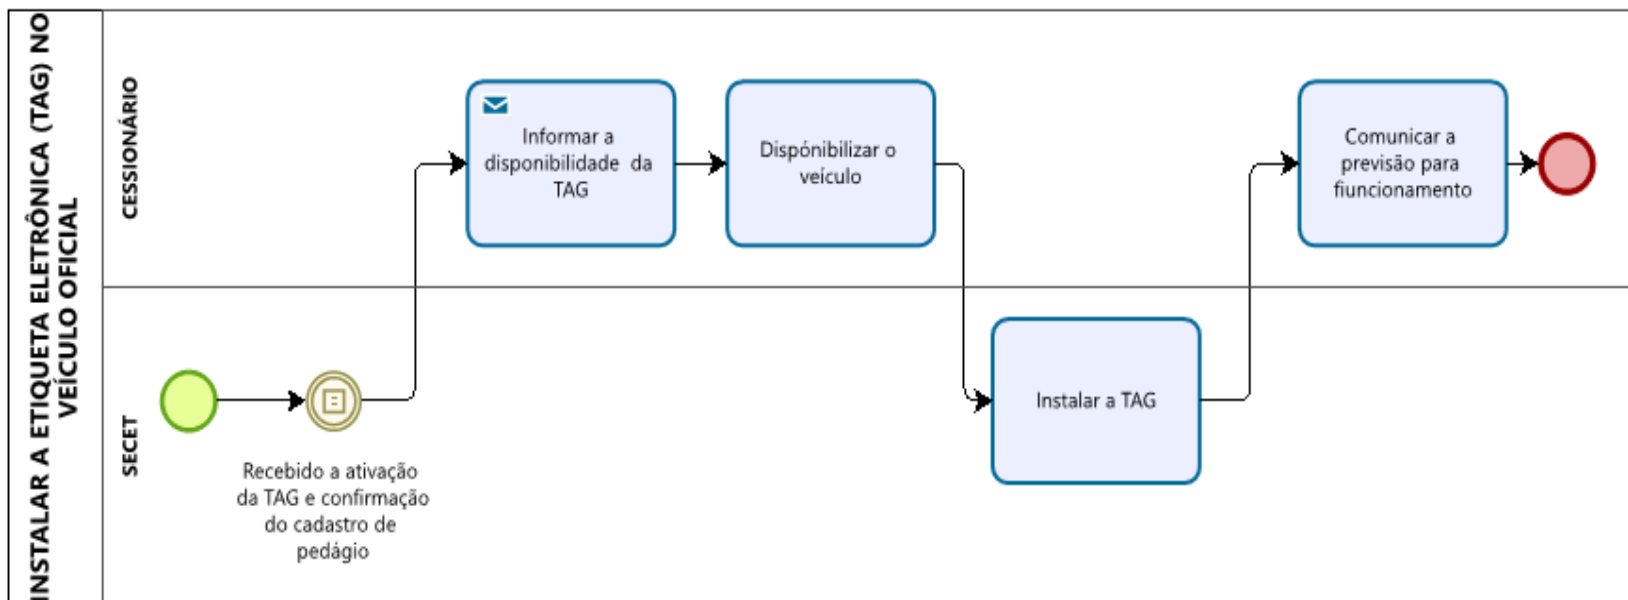 INSTALAR A ETIQUETA ELETRÔNICA (TAG) NO
VEÍCULO OFICIAL
CESSIONÁRIO
Informar a
disponibilidade da
TAG
Dispónibilizar o
veículo
Comunicar a
previsão para
fiuncionamento
SECET
Recebido a ativação
da TAG e confirmação
do cadastro de
pedágio
Instalar a TAG